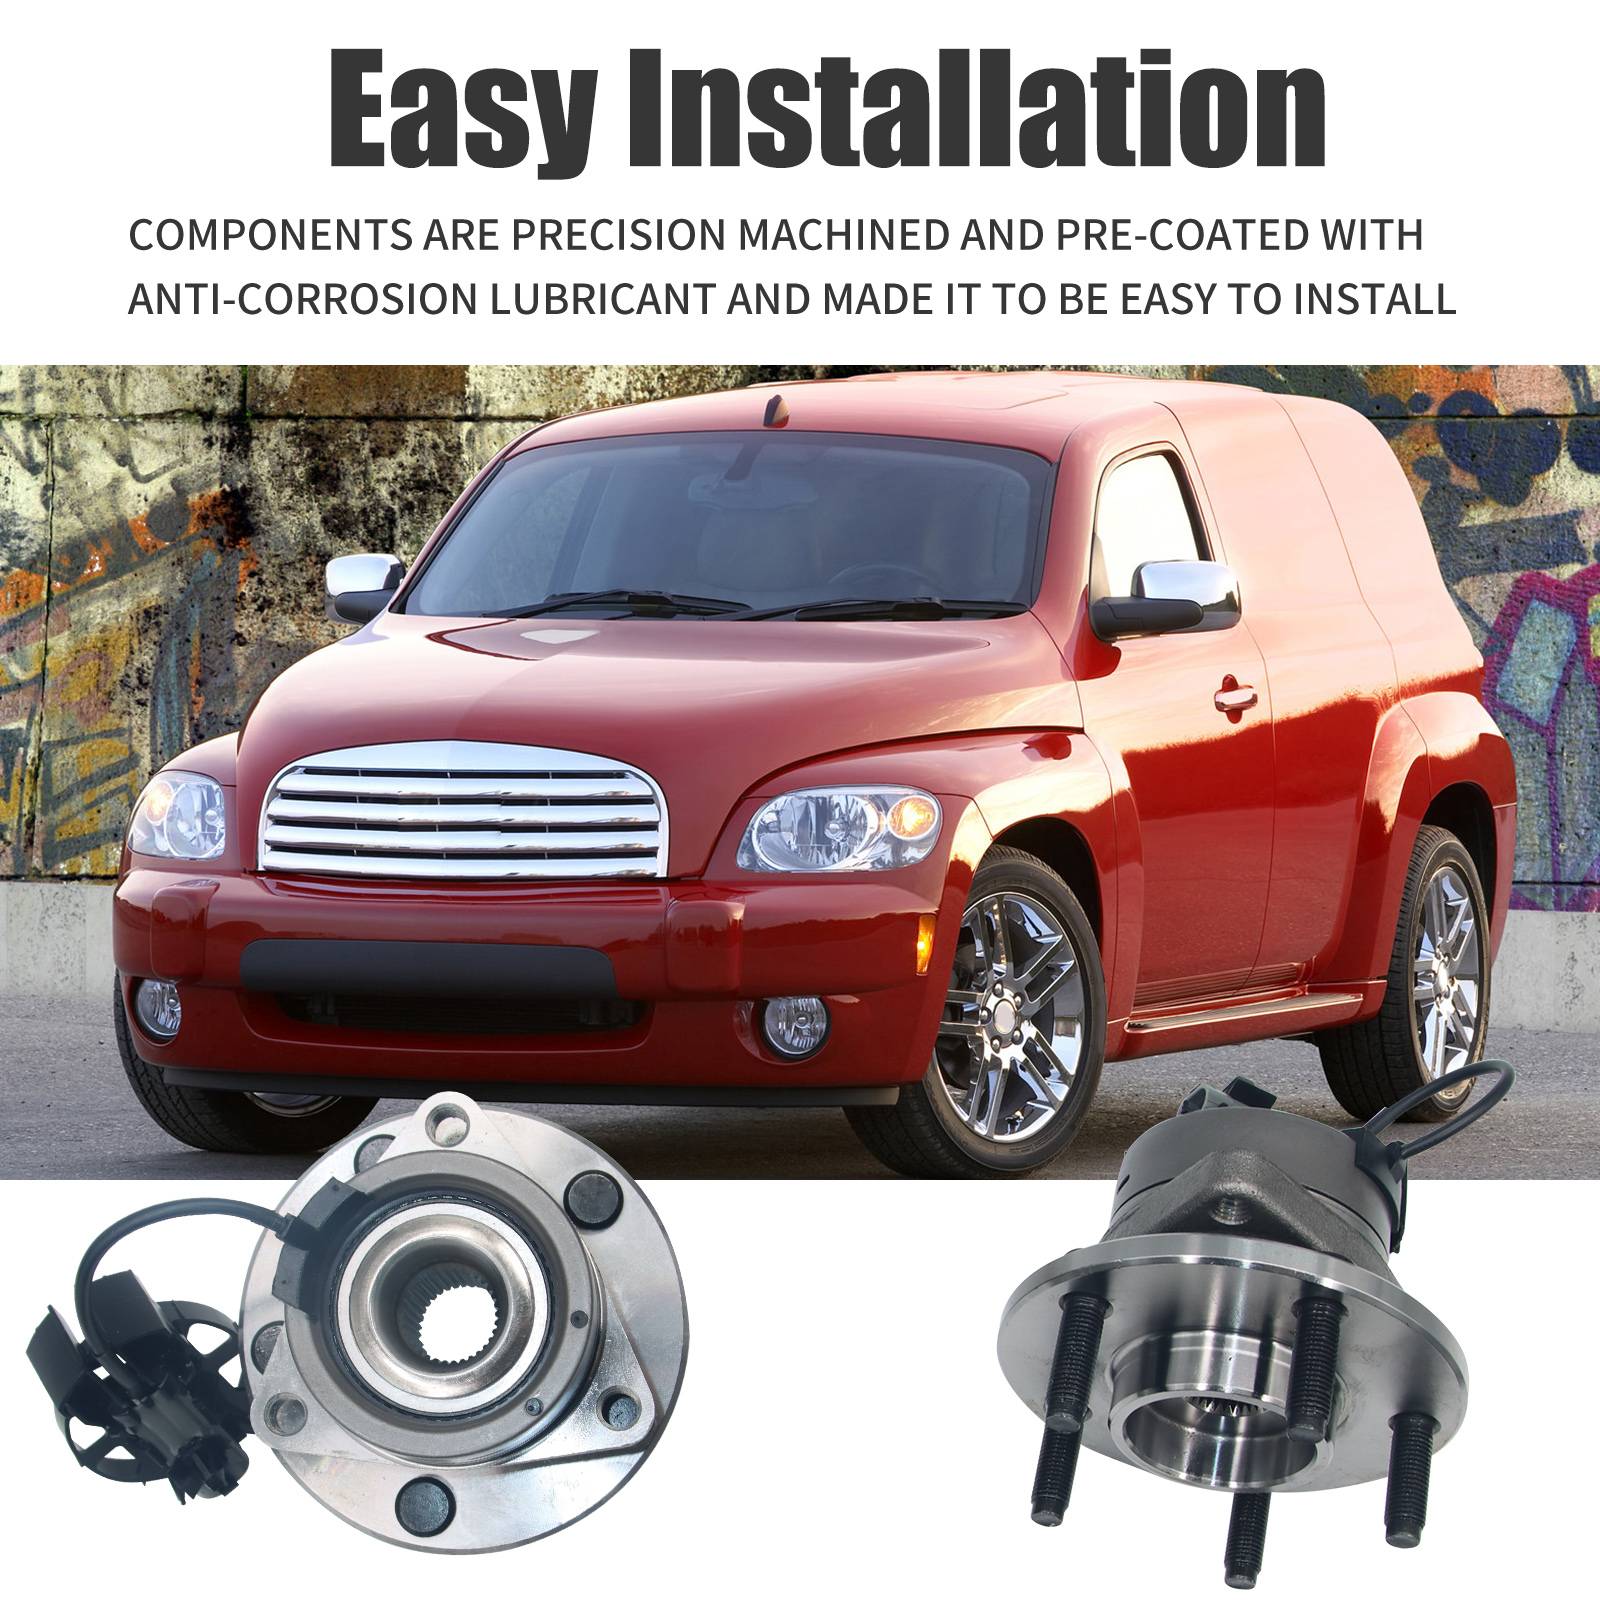 Easy Installation
COMPONENTS ARE PRECISION MACHINED AND PRE-COATED WITH
ANTI-CORROSION LUBRICANT AND MADE IT TO BE EASY TO INSTALL